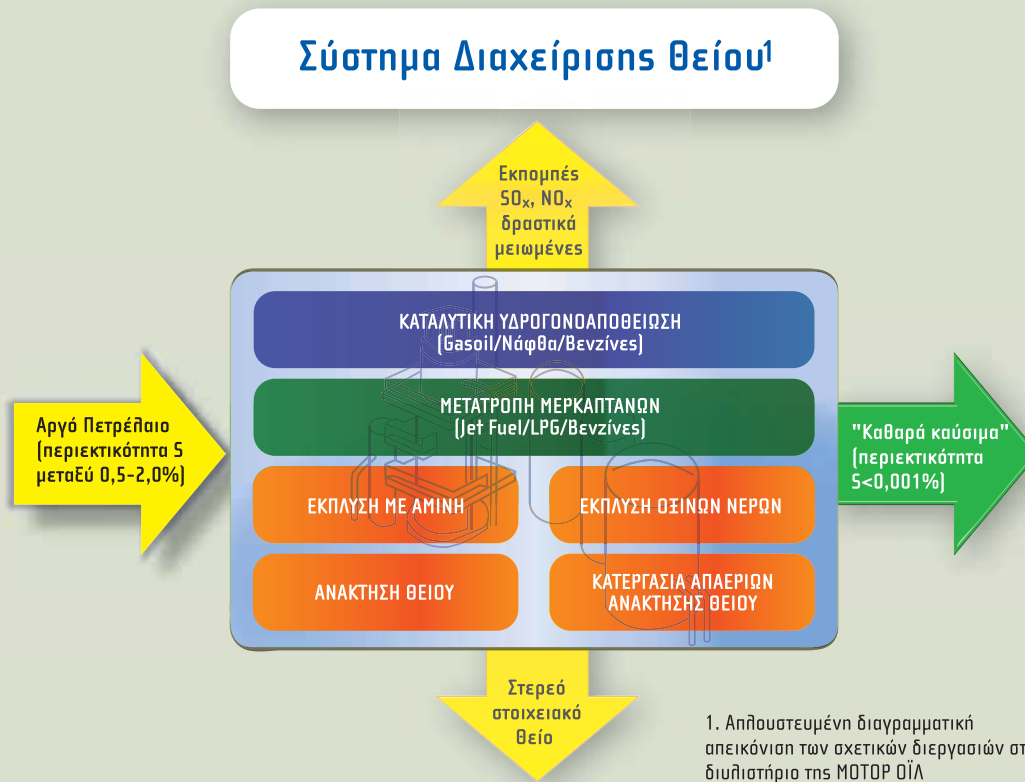 Σύστημα Διαχείρισης Θείου¹
Εκπομπές
SOₓ, NOₓ
δραστικά
μειωμένες
ΚΑΤΑΛΥΤΙΚΗ ΥΔΡΟΓΟΝΟΑΠΟΘΕΙΩΣΗ
(Gasoil/Νάφθα/Βενζίνες)
ΜΕΤΑΤΡΟΠΗ ΜΕΡΚΑΠΤΑΝΩΝ
(Jet Fuel/LPG/Βενζίνες)
Αργό Πετρέλαιο
(περιεκτικότητα S
μεταξύ 0,5-2,0%)
"Καθαρά καύσιμα"
(περιεκτικότητα
S<0,001%)
ΕΚΠΛΥΣΗ ΜΕ ΑΜΙΝΗ
ΕΚΠΛΥΣΗ ΟΞΙΝΩΝ ΝΕΡΩΝ
ΑΝΑΚΤΗΣΗ ΘΕΙΟΥ
ΚΑΤΕΡΓΑΣΙΑ ΑΠΑΕΡΙΩΝ
ΑΝΑΚΤΗΣΗΣ ΘΕΙΟΥ
Στερεό
στοιχειακό
Θείο
1. Απλουστευμένη διαγραμματική
απεικόνιση των σχετικών διεργασιών
διυλιστήριο της ΜΟΤΟΡ ΟΪΛ